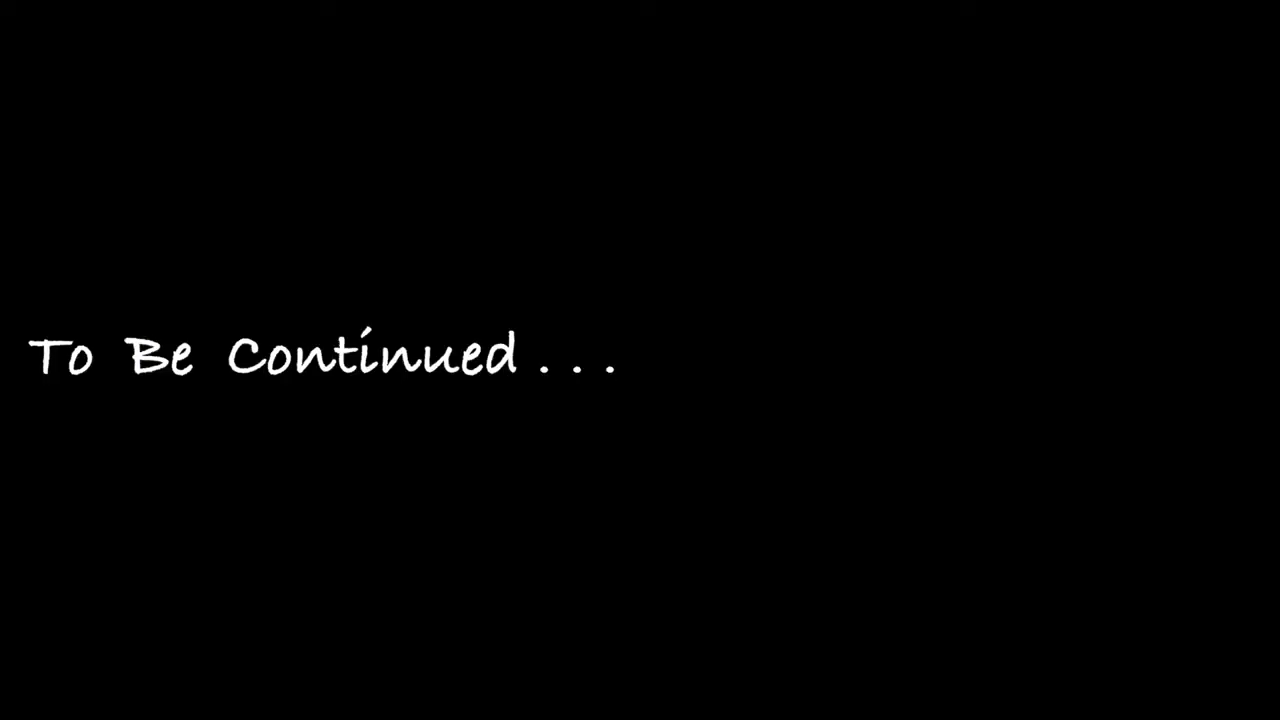 To Be Continued . . .